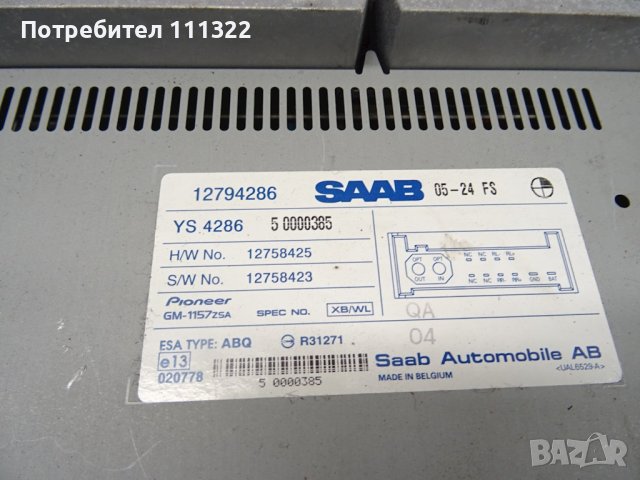 Потребител 111322
12794286 SAAB 05-24 FS
YS 4286 5 0000385
H/W No. 12758425
S/W No. 12758423
NC NC RL- RL+
OPT OUT OPT IN
NC NC RR- RR+ GND BAT
Pioneer
GM-1157ZSA SPEC NO. XB/WL
QA
04
ESA TYPE: ABQ R31271
e13
020778
5 0000385
Saab Automobile AB
MADE IN BELGIUM <UAL6529-A>
BAZAR